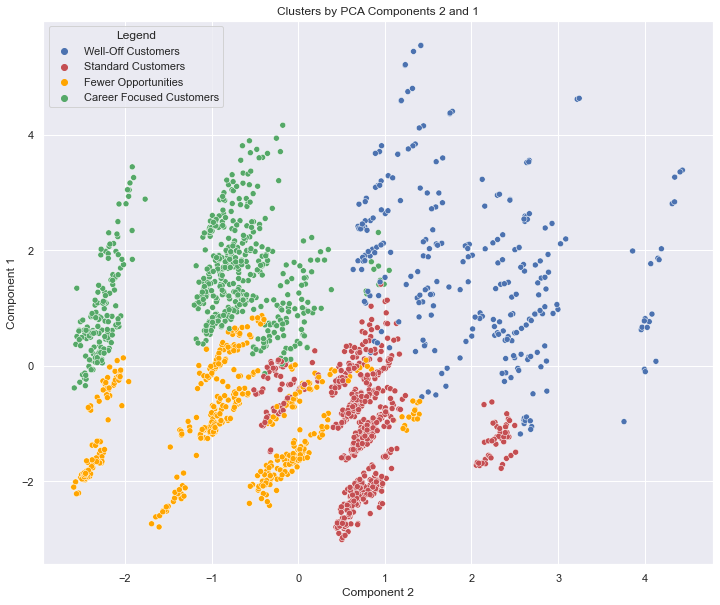 Clusters by PCA Components 2 and 1
Legend
Well-Off Customers
Standard Customers
Fewer Opportunities
Career Focused Customers
Component 1
4
2
0
−2
−2
−1
0
1
2
3
4
Component 2